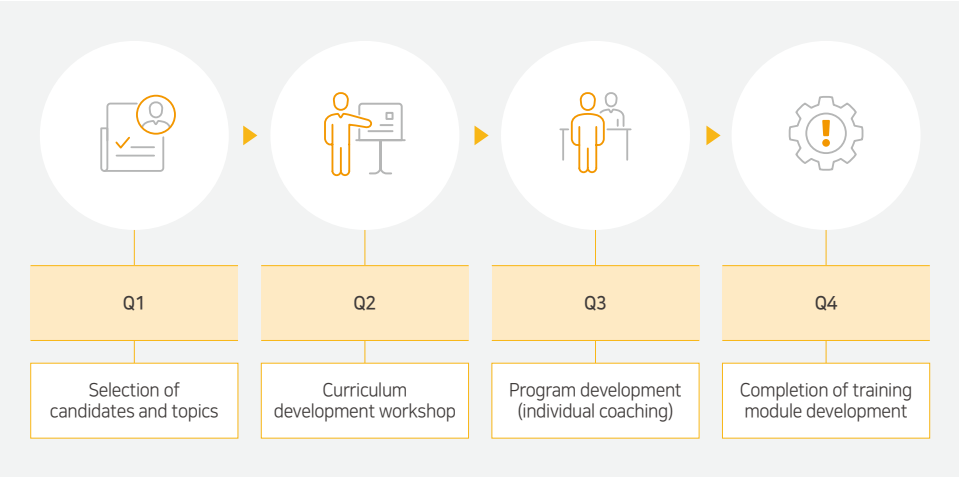 Q1
Selection of
candidates and topics
Q2
Curriculum
development workshop
Q3
Program development
(individual coaching)
Q4
Completion of training
module development